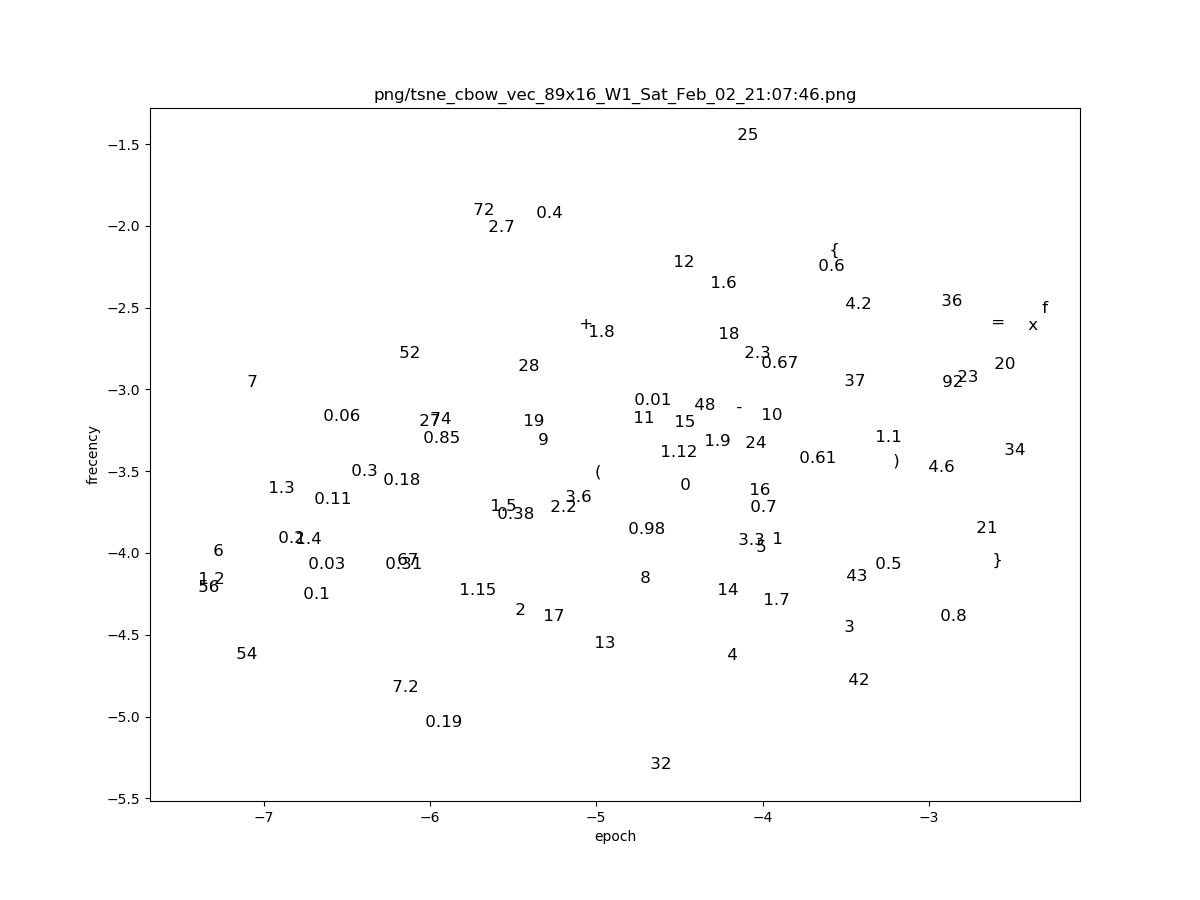 png/tsne_cbow_vec_89x16_W1_Sat_Feb_02_21:07:46.png
25
−1.5
72 0.4
2.7
−2.0
{
12 0.6
1.6
4.2 36 f
−2.5
+ 1.8 = x
18
52 2.3
28 0.67 20
7 37 92 23
−3.0
0.01 48 - 10
0.06 27 74 19 11 15
0.85 9 1.9 24 1.1
1.12 0.61 ) 34
0.3 ( 4.6
−3.5
0.18 0
1.3 0.11 3.6 16
1.5 0.38 2.2 0.7
0.98 21
0.2 1.4 3.3 5 1
6
−4.0
0.03 0.31 67 0.5 }
1.2 8 43
56 0.1 1.15 14 1.7
2 17 0.8
3
−4.5
13
54 4
7.2 42
0.19
−5.0
32
−5.5
−7 −6 −5 −4 −3
epoch
frecency